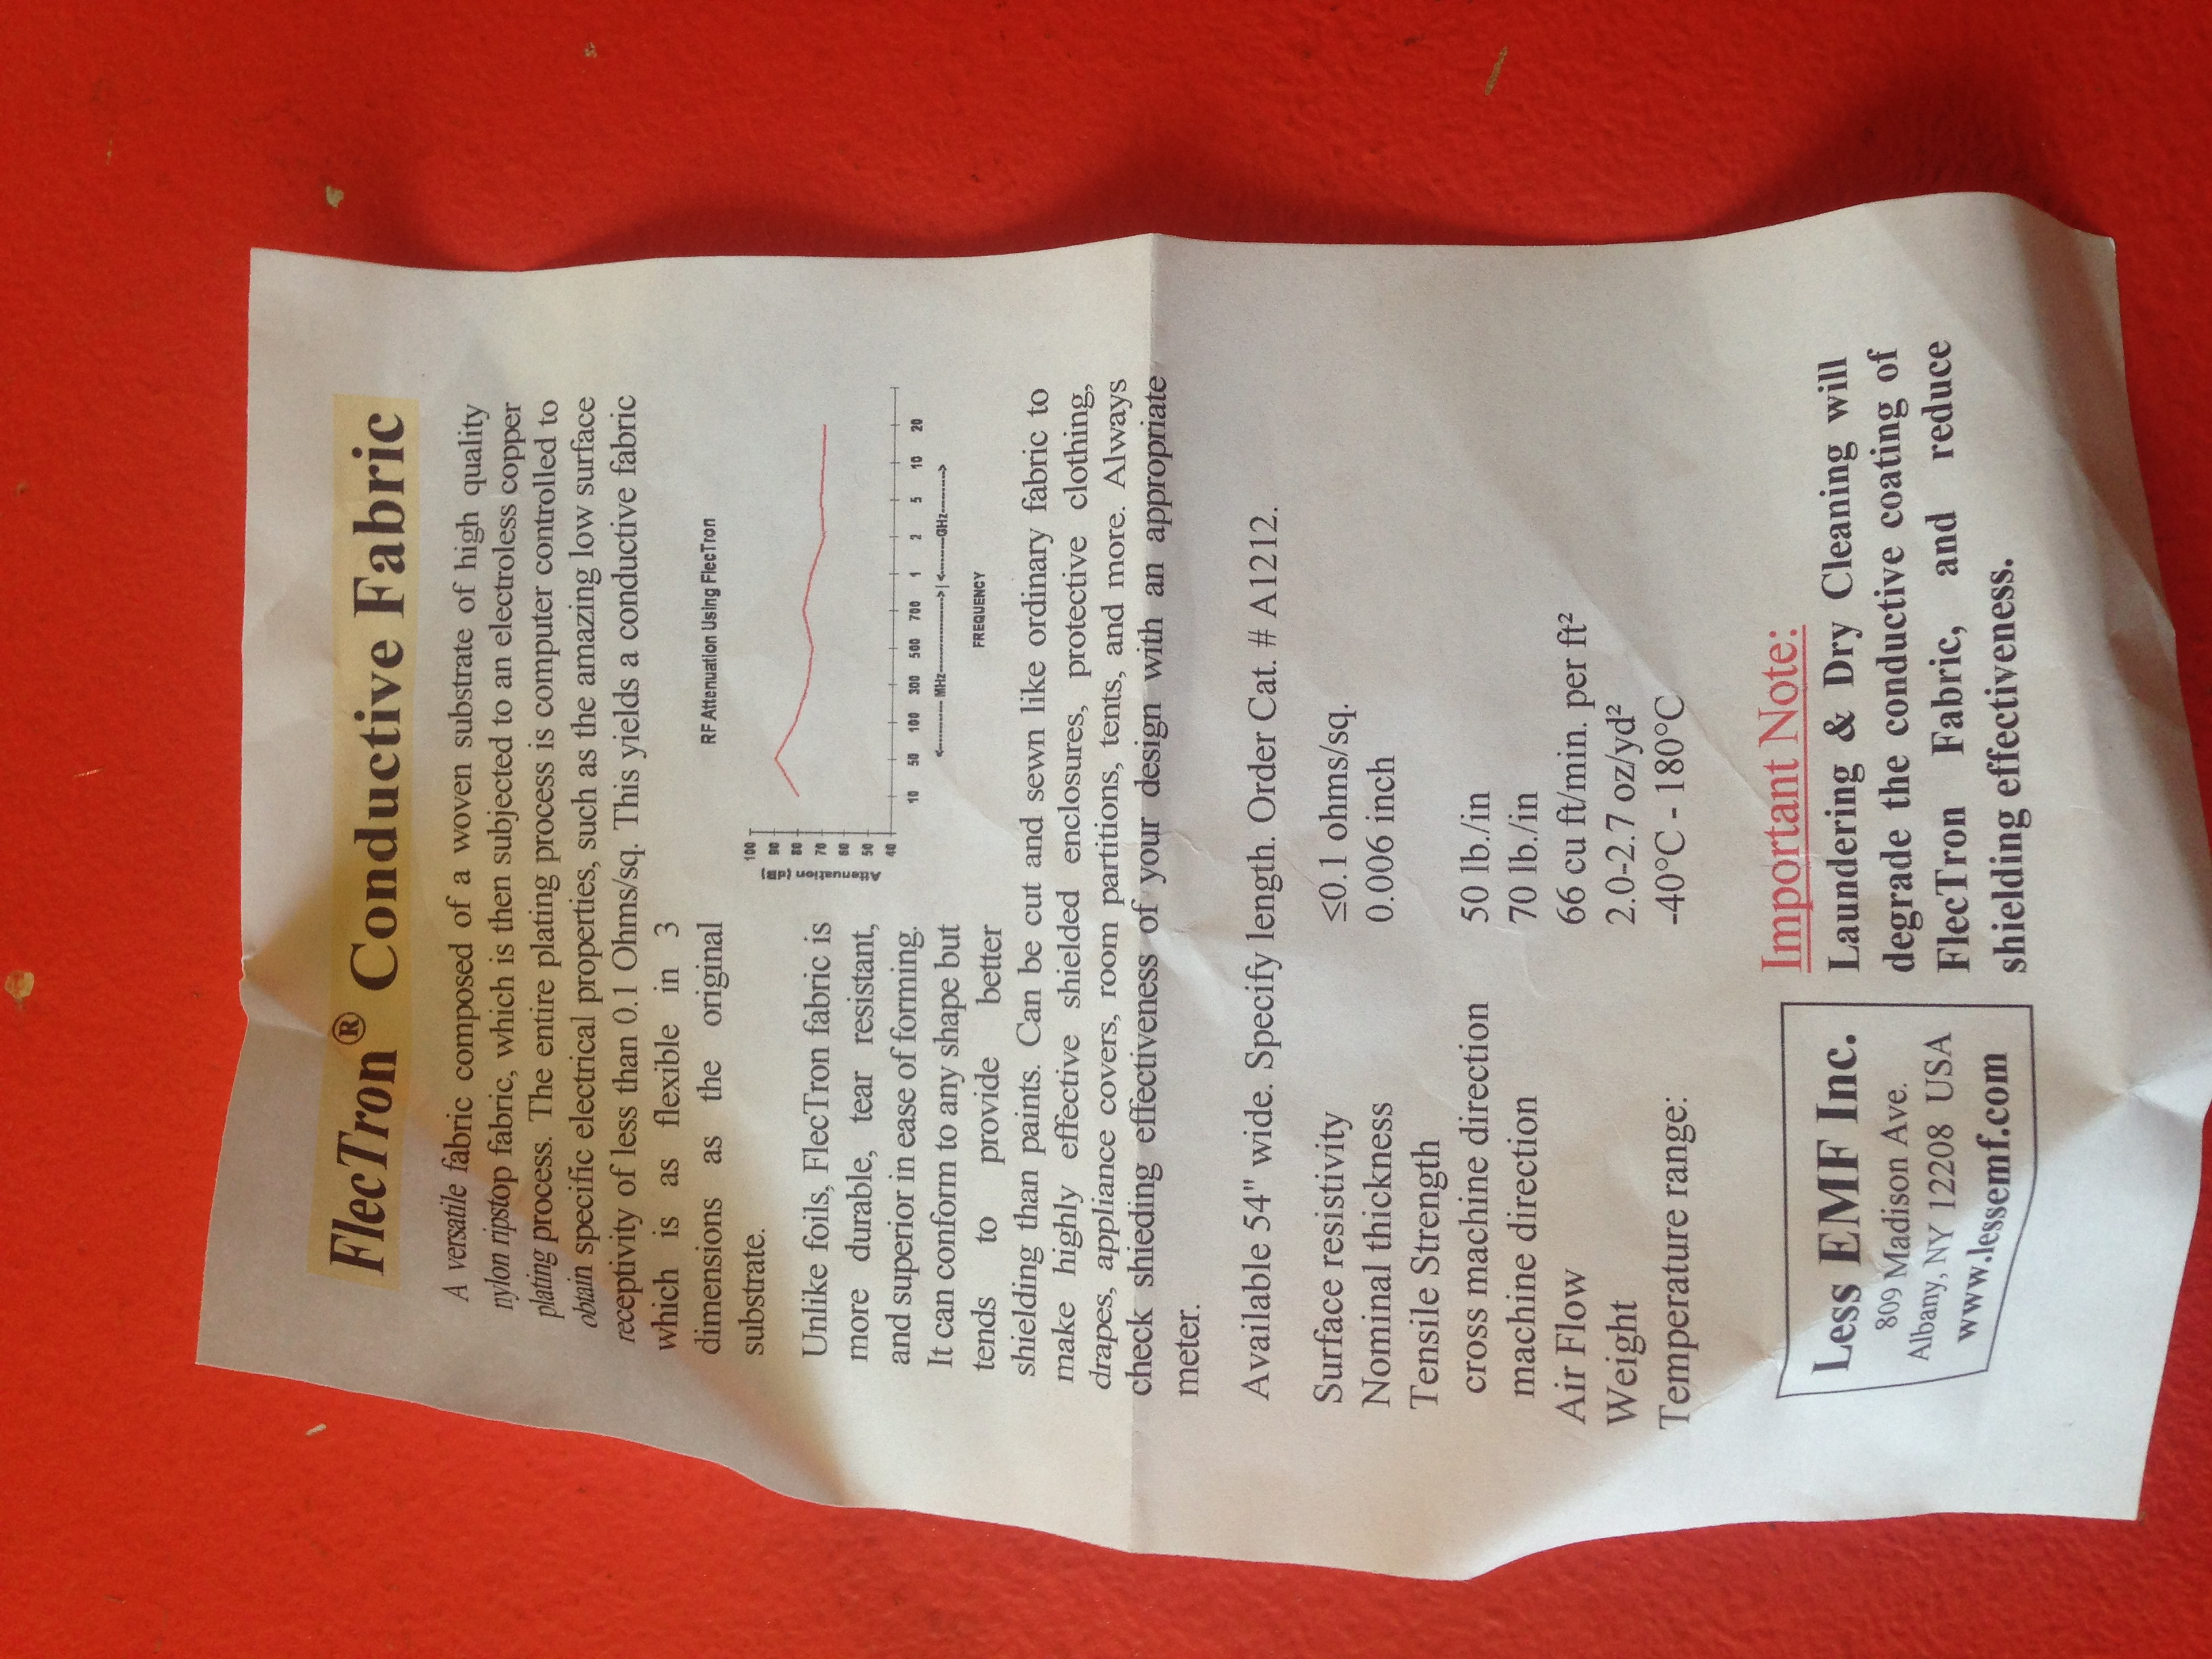 FlecTron® Conductive Fabric
A versatile fabric composed of a woven substrate of high quality
nylon ripstop fabric, which is then subjected to an electroless copper
plating process. The entire plating process is computer controlled to
obtain specific electrical properties, such as the amazing low surface
receptivity of less than 0.1 Ohms/sq. This yields a conductive fabric
which is as flexible in 3
dimensions as the original
substrate.
Unlike foils, FlecTron fabric is
more durable, tear resistant,
and superior in ease of forming.
It can conform to any shape but
tends to provide better
RF Attenuation Using FlecTron
Attenuation (dB)
100
90
80
70
60
50
40
10 50 100 300 500 700 1 2 5 10 20
<----------- MHz---------------->|<--------GHz---------->
FREQUENCY
shielding than paints. Can be cut and sewn like ordinary fabric to
make highly effective shielded enclosures, protective clothing,
drapes, appliance covers, room partitions, tents, and more. Always
check shieding effectiveness of your design with an appropriate
meter.
Available 54" wide. Specify length. Order Cat. # A1212.
Surface resistivity ≤0.1 ohms/sq.
Nominal thickness 0.006 inch
Tensile Strength
cross machine direction 50 lb./in
machine direction 70 lb./in
Air Flow 66 cu ft/min. per ft²
Weight 2.0-2.7 oz/yd²
Temperature range: -40°C - 180°C
Less EMF Inc.
809 Madison Ave.
Albany, NY 12208 USA
www.lessemf.com
Important Note:
Laundering & Dry Cleaning will
degrade the conductive coating of
FlecTron Fabric, and reduce
shielding effectiveness.